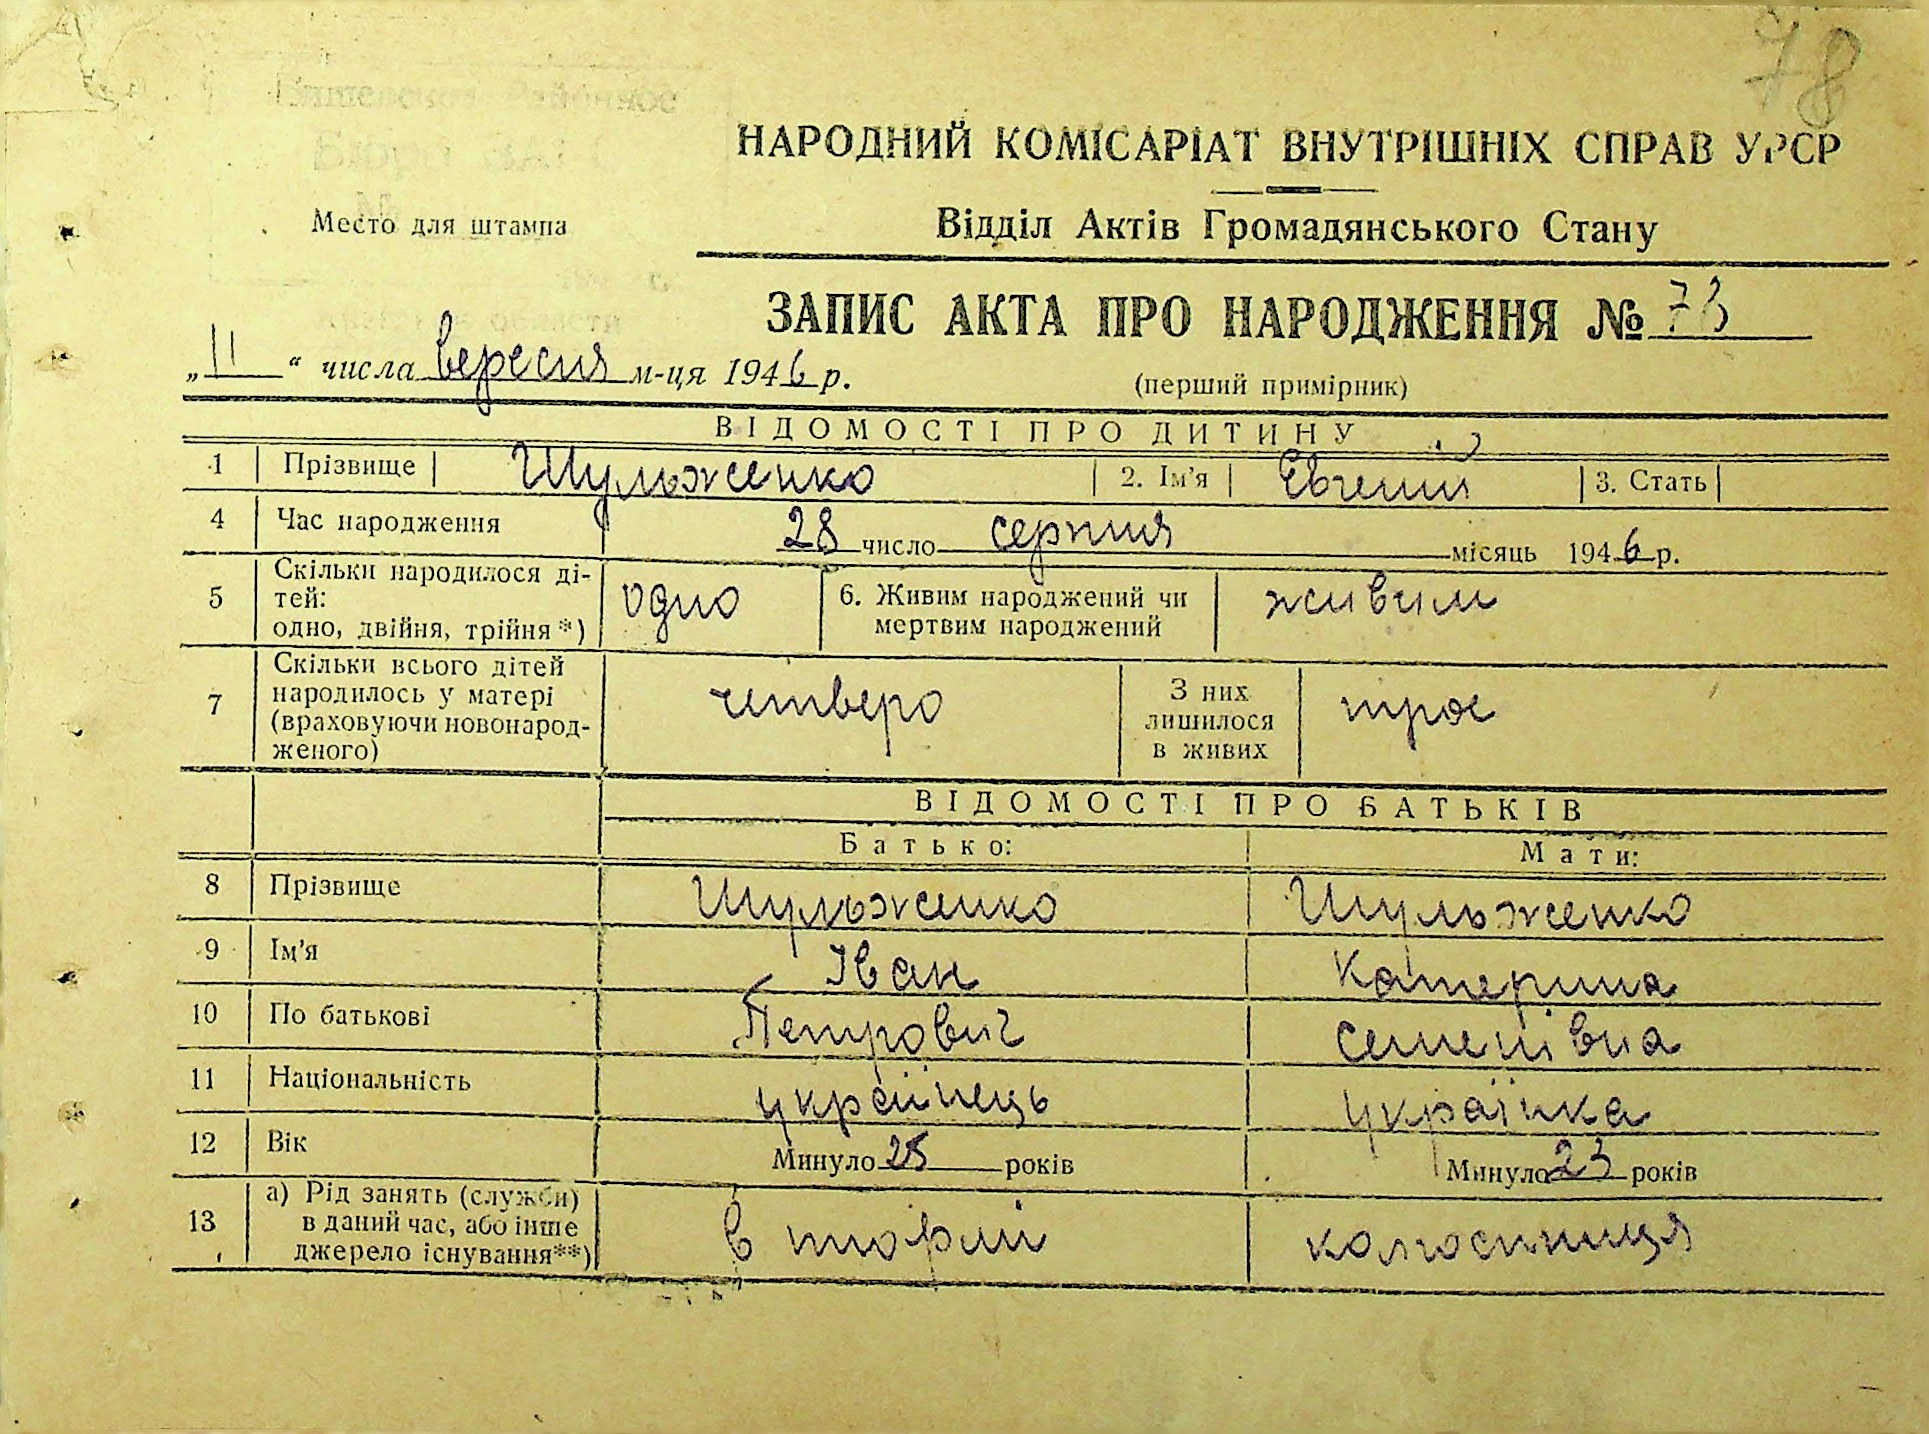 78
НАРОДНИЙ КОМІСАРІАТ ВНУТРІШНІХ СПРАВ УРСР
Место для штампа
Відділ Актів Громадянського Стану
ЗАПИС АКТА ПРО НАРОДЖЕННЯ № 73
„11“ числа вересня м-ця 1946 р.
(перший примірник)
ВІДОМОСТІ ПРО ДИТИНУ
1 Прізвище Шульженко 2. Ім'я Євгений 3. Стать
4 Час народження 28 число серпня місяць 1946 р.
5 Скільки народилося ді-
тей:
одно, двійня, трійня*) одно 6. Живим народжений чи
мертвим народжений живим
7 Скільки всього дітей
народилось у матері
(враховуючи новонарод-
женого) четверо З них
лишилося
в живих троє
ВІДОМОСТІ ПРО БАТЬКІВ
Батько: Мати:
8 Прізвище Шульженко Шульженко
9 Ім'я Іван Катерина
10 По батькові Петрович Семенівна
11 Національність українець українка
12 Вік Минуло 25 років Минуло 23 років
13 а) Рід занять (служби)
в даний час, або інше
джерело існування**) в тюрмі колгоспниця